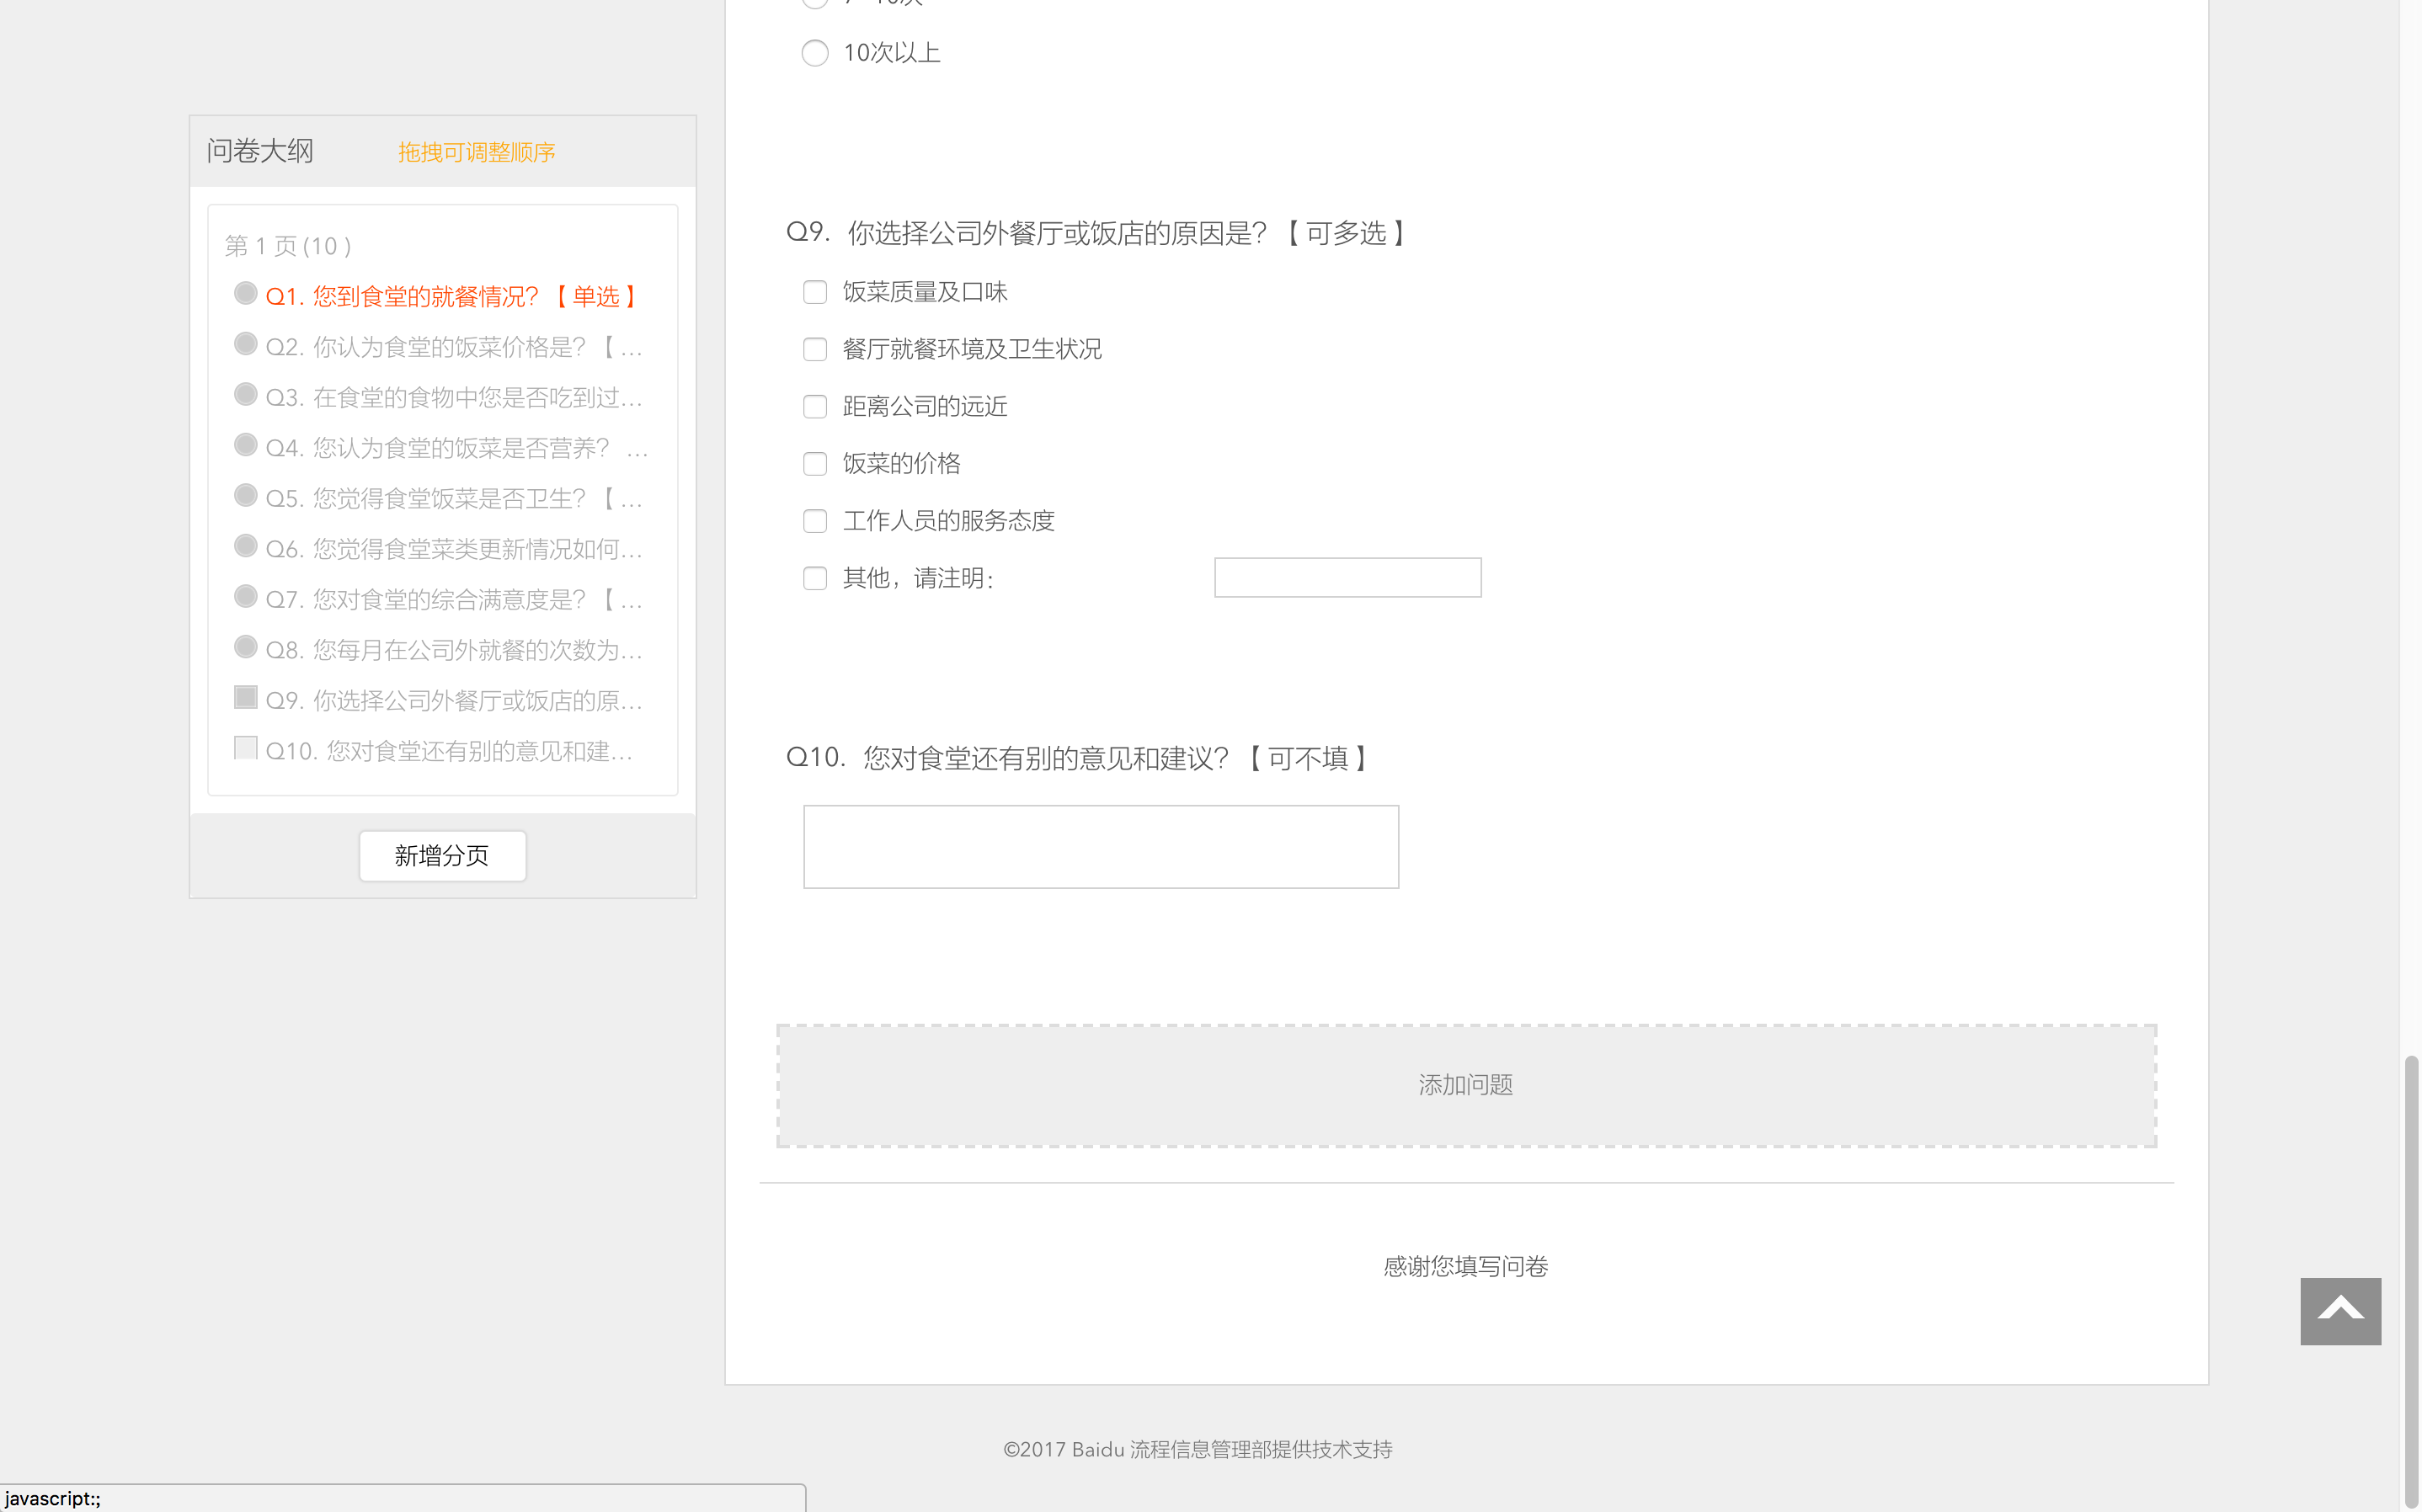 10次以上
问卷大纲 拖拽可调整顺序
第 1 页 (10 )
Q1. 您到食堂的就餐情况？【 单选 】
Q2. 你认为食堂的饭菜价格是？【 ...
Q3. 在食堂的食物中您是否吃到过...
Q4. 您认为食堂的饭菜是否营养？ ...
Q5. 您觉得食堂饭菜是否卫生？【 ...
Q6. 您觉得食堂菜类更新情况如何...
Q7. 您对食堂的综合满意度是？【 ...
Q8. 您每月在公司外就餐的次数为...
Q9. 你选择公司外餐厅或饭店的原...
Q10. 您对食堂还有别的意见和建...
新增分页
Q9. 你选择公司外餐厅或饭店的原因是？【 可多选 】
饭菜质量及口味
餐厅就餐环境及卫生状况
距离公司的远近
饭菜的价格
工作人员的服务态度
其他，请注明：
Q10. 您对食堂还有别的意见和建议？【 可不填 】
添加问题
感谢您填写问卷
©2017 Baidu 流程信息管理部提供技术支持
javascript:;